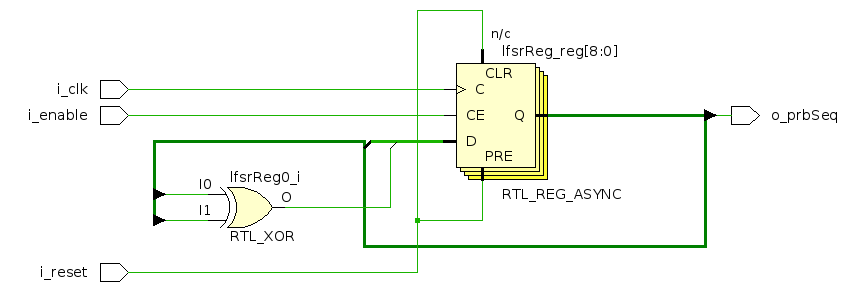 n/c
lfsrReg_reg[8:0]
CLR
i_clk
C
i_enable
CE
Q
o_prbSeq
D
PRE
lfsrReg0_i
I0
O
RTL_REG_ASYNC
I1
RTL_XOR
i_reset